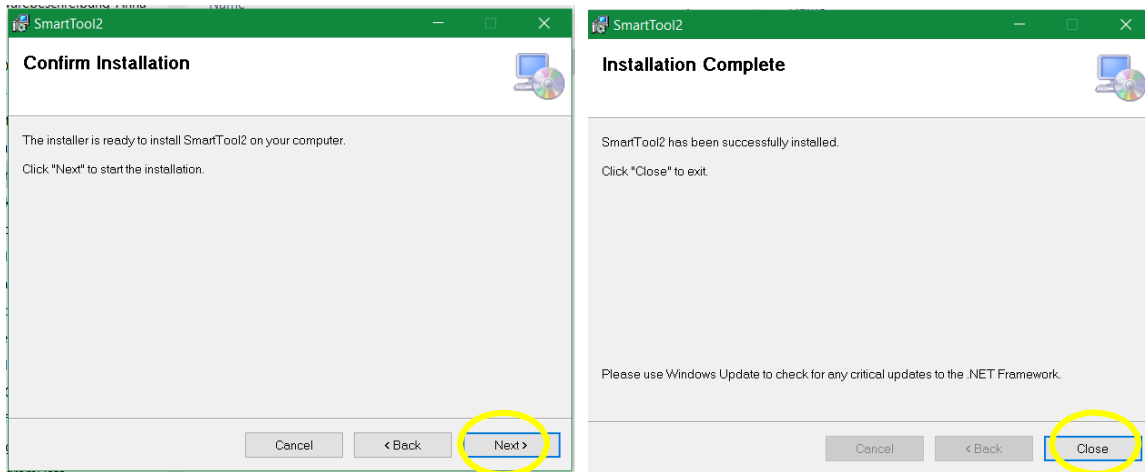 SmartTool2
Confirm Installation
The installer is ready to install SmartTool2 on your computer.
Click "Next" to start the installation.
Cancel
< Back
Next >
SmartTool2
Installation Complete
SmartTool2 has been successfully installed.
Click "Close" to exit.
Please use Windows Update to check for any critical updates to the .NET Framework.
Cancel
< Back
Close